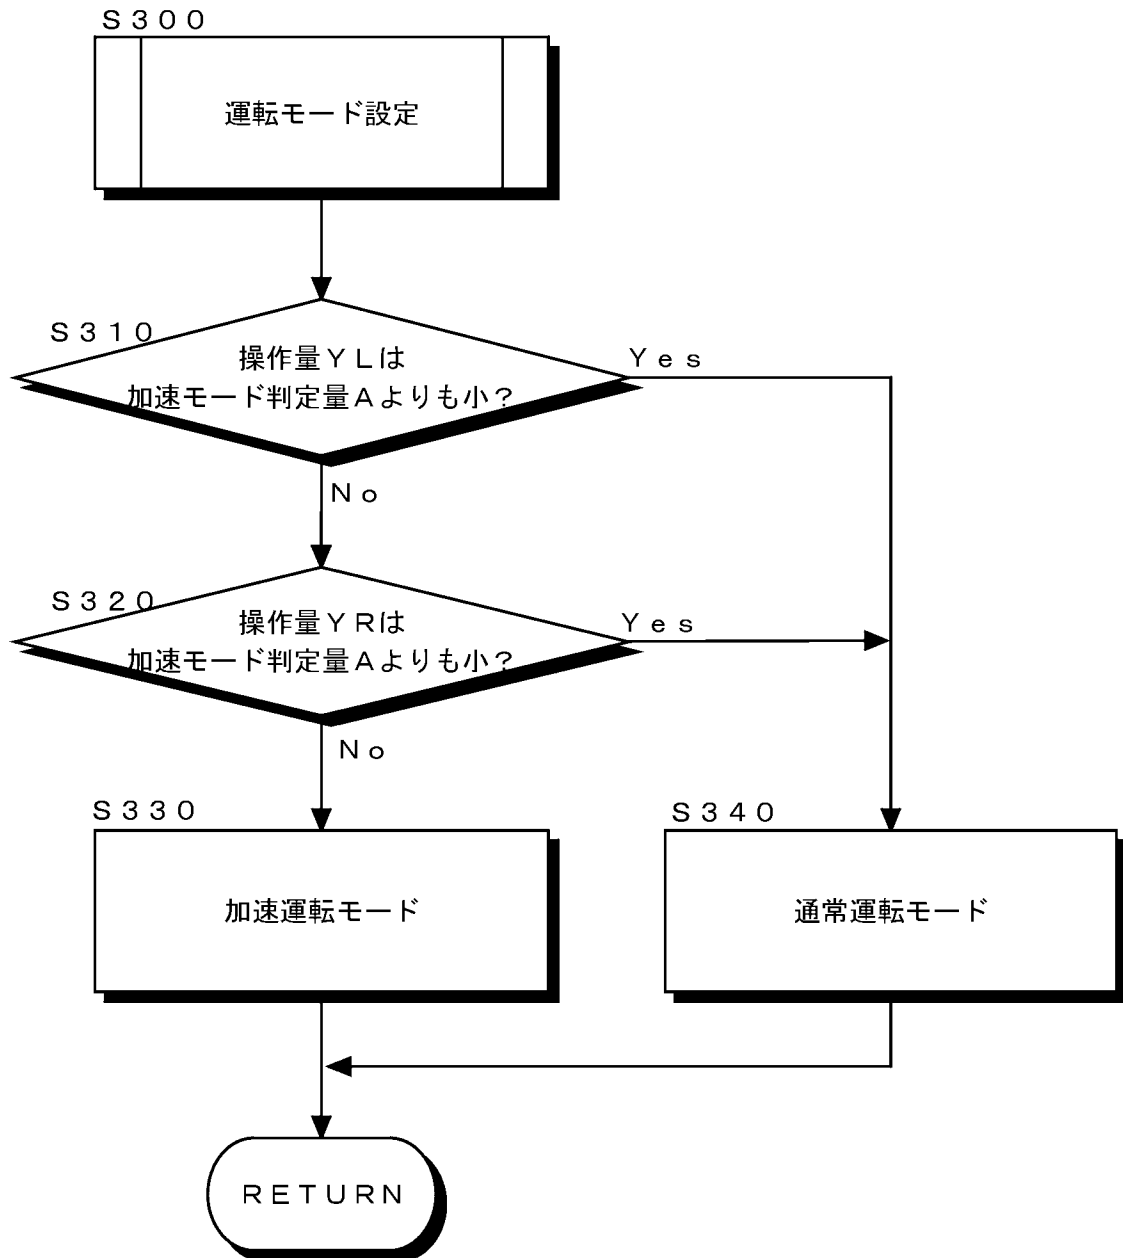 S300
運転モード設定
S310
操作量YLは
加速モード判定量Aよりも小?
Yes
No
S320
操作量YRは
加速モード判定量Aよりも小?
Yes
No
S330
加速運転モード
S340
通常運転モード
RETURN